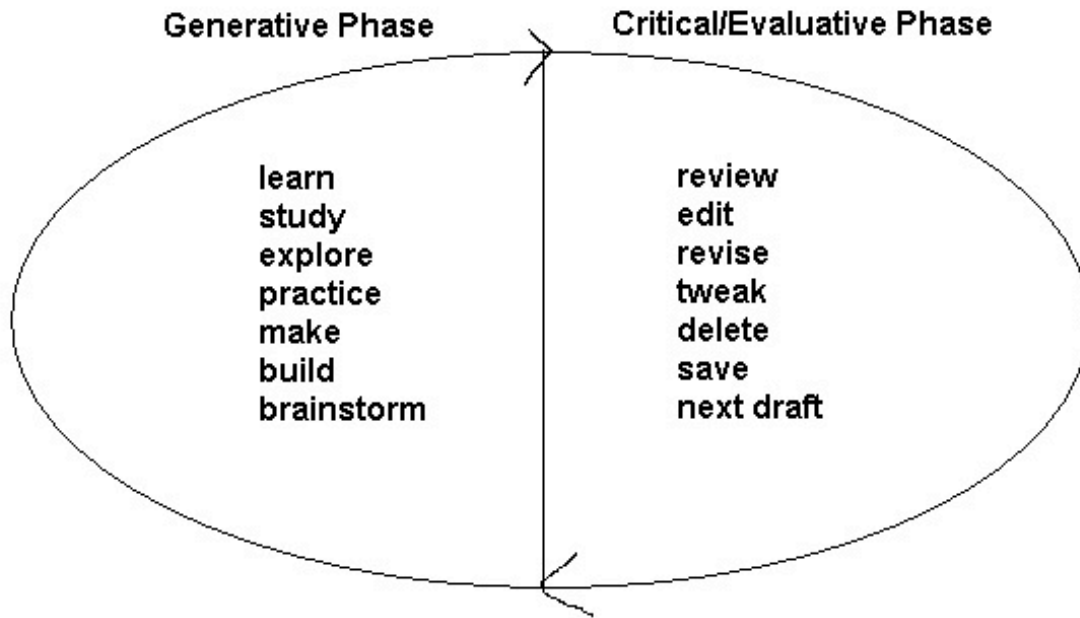 Generative Phase
Critical/Evaluative Phase
learn
study
explore
practice
make
build
brainstorm
review
edit
revise
tweak
delete
save
next draft